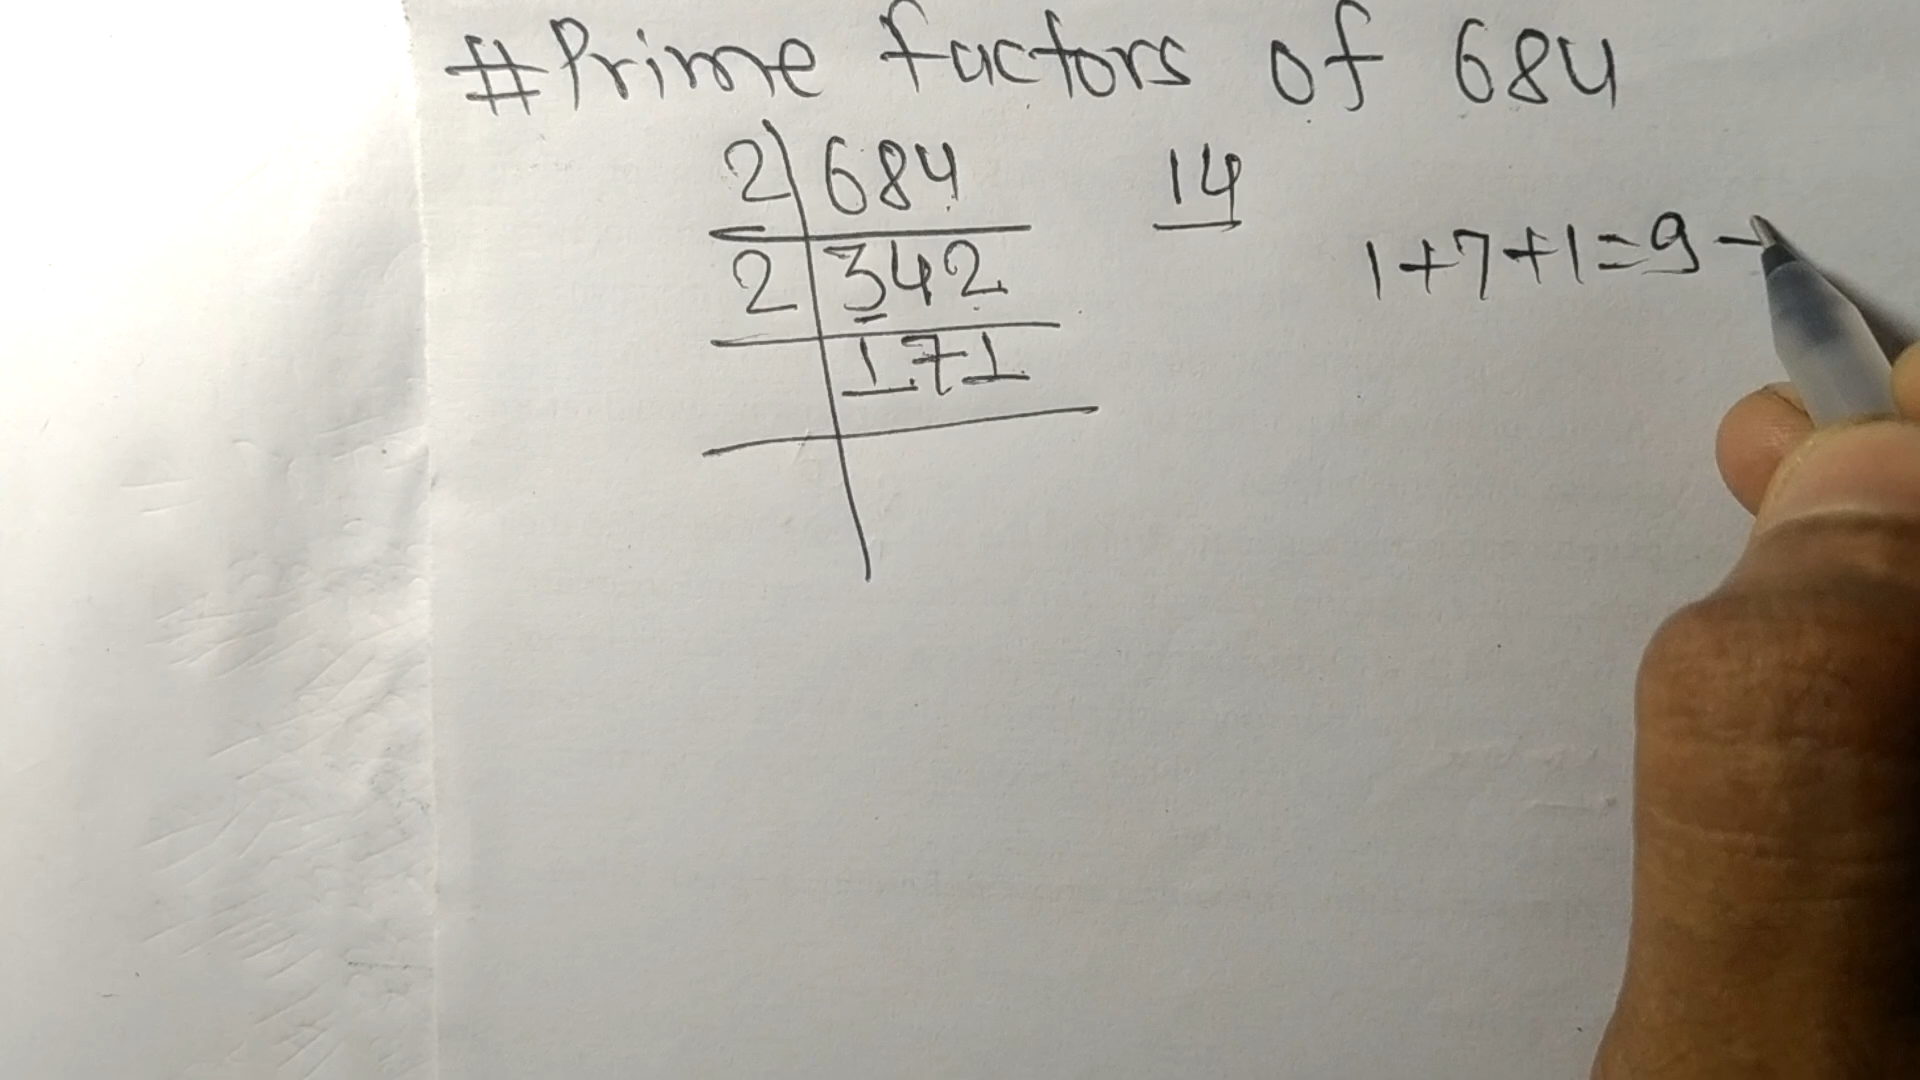 #Prime factors of 684
2 684 14
2 342
171
1+7+1=9-